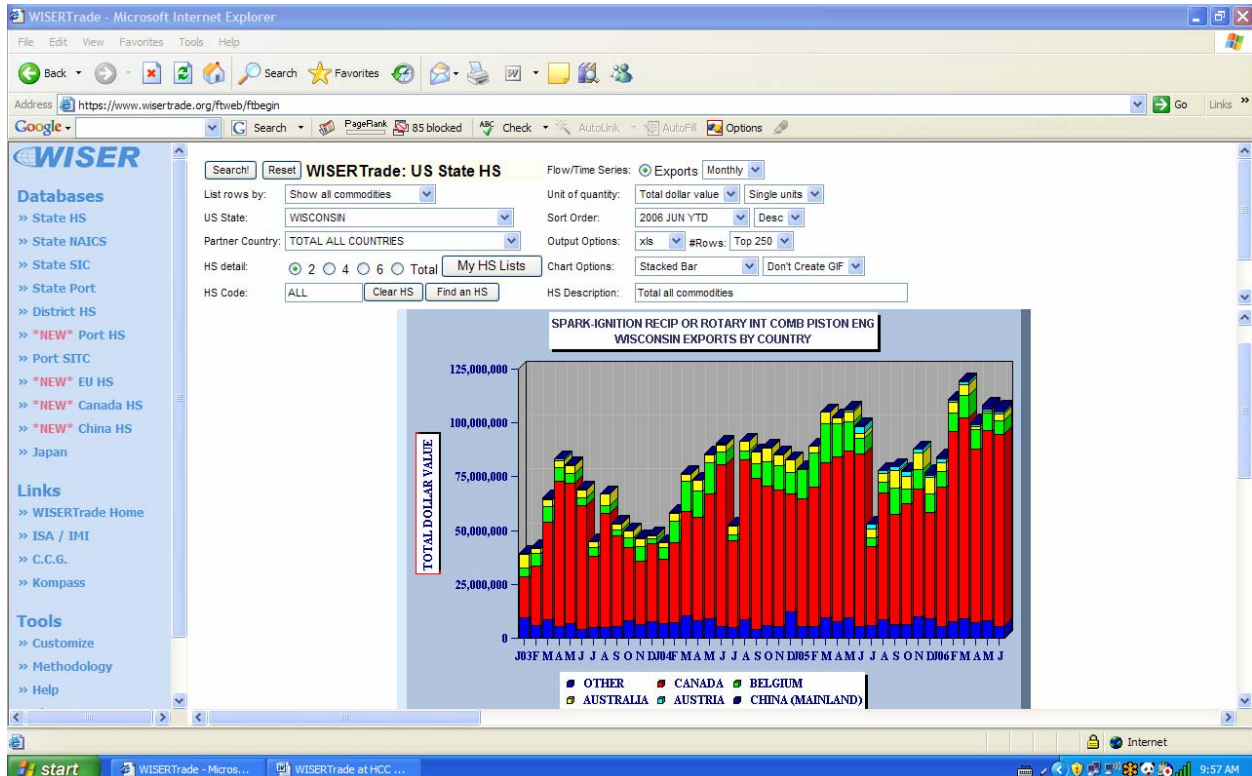 WISERTrade - Microsoft Internet Explorer
File Edit View Favorites Tools Help
Back Search Favorites
Address https://www.wisertrade.org/ftweb/ftbegin Go Links »
Google Search PageRank 85 blocked ABC Check AutoLink AutoFill Options
WISER
Databases
» State HS
» State NAICS
» State SIC
» State Port
» District HS
» *NEW* Port HS
» Port SITC
» *NEW* EU HS
» *NEW* Canada HS
» *NEW* China HS
» Japan
Links
» WISERTrade Home
» ISA / IMI
» C.C.G.
» Kompass
Tools
» Customize
» Methodology
» Help
Search! Reset WISERTrade: US State HS Flow/Time Series: Exports Monthly
List rows by: Show all commodities Unit of quantity: Total dollar value Single units
US State: WISCONSIN Sort Order: 2006 JUN YTD Desc
Partner Country: TOTAL ALL COUNTRIES Output Options: xls #Rows: Top 250
HS detail: 2 4 6 Total My HS Lists Chart Options: Stacked Bar Don't Create GIF
HS Code: ALL Clear HS Find an HS HS Description: Total all commodities
SPARK-IGNITION RECIP OR ROTARY INT COMB PISTON ENG
WISCONSIN EXPORTS BY COUNTRY
TOTAL DOLLAR VALUE
125,000,000
100,000,000
75,000,000
50,000,000
25,000,000
0
J03F M A M J J A S O N DJ04F M A M J J A S O N DJ05F M A M J J A S O N DJ06F M A M J
OTHER CANADA BELGIUM
AUSTRALIA AUSTRIA CHINA (MAINLAND)
Internet
start WISERTrade - Micros... WISERTrade at HCC ... 9:57 AM